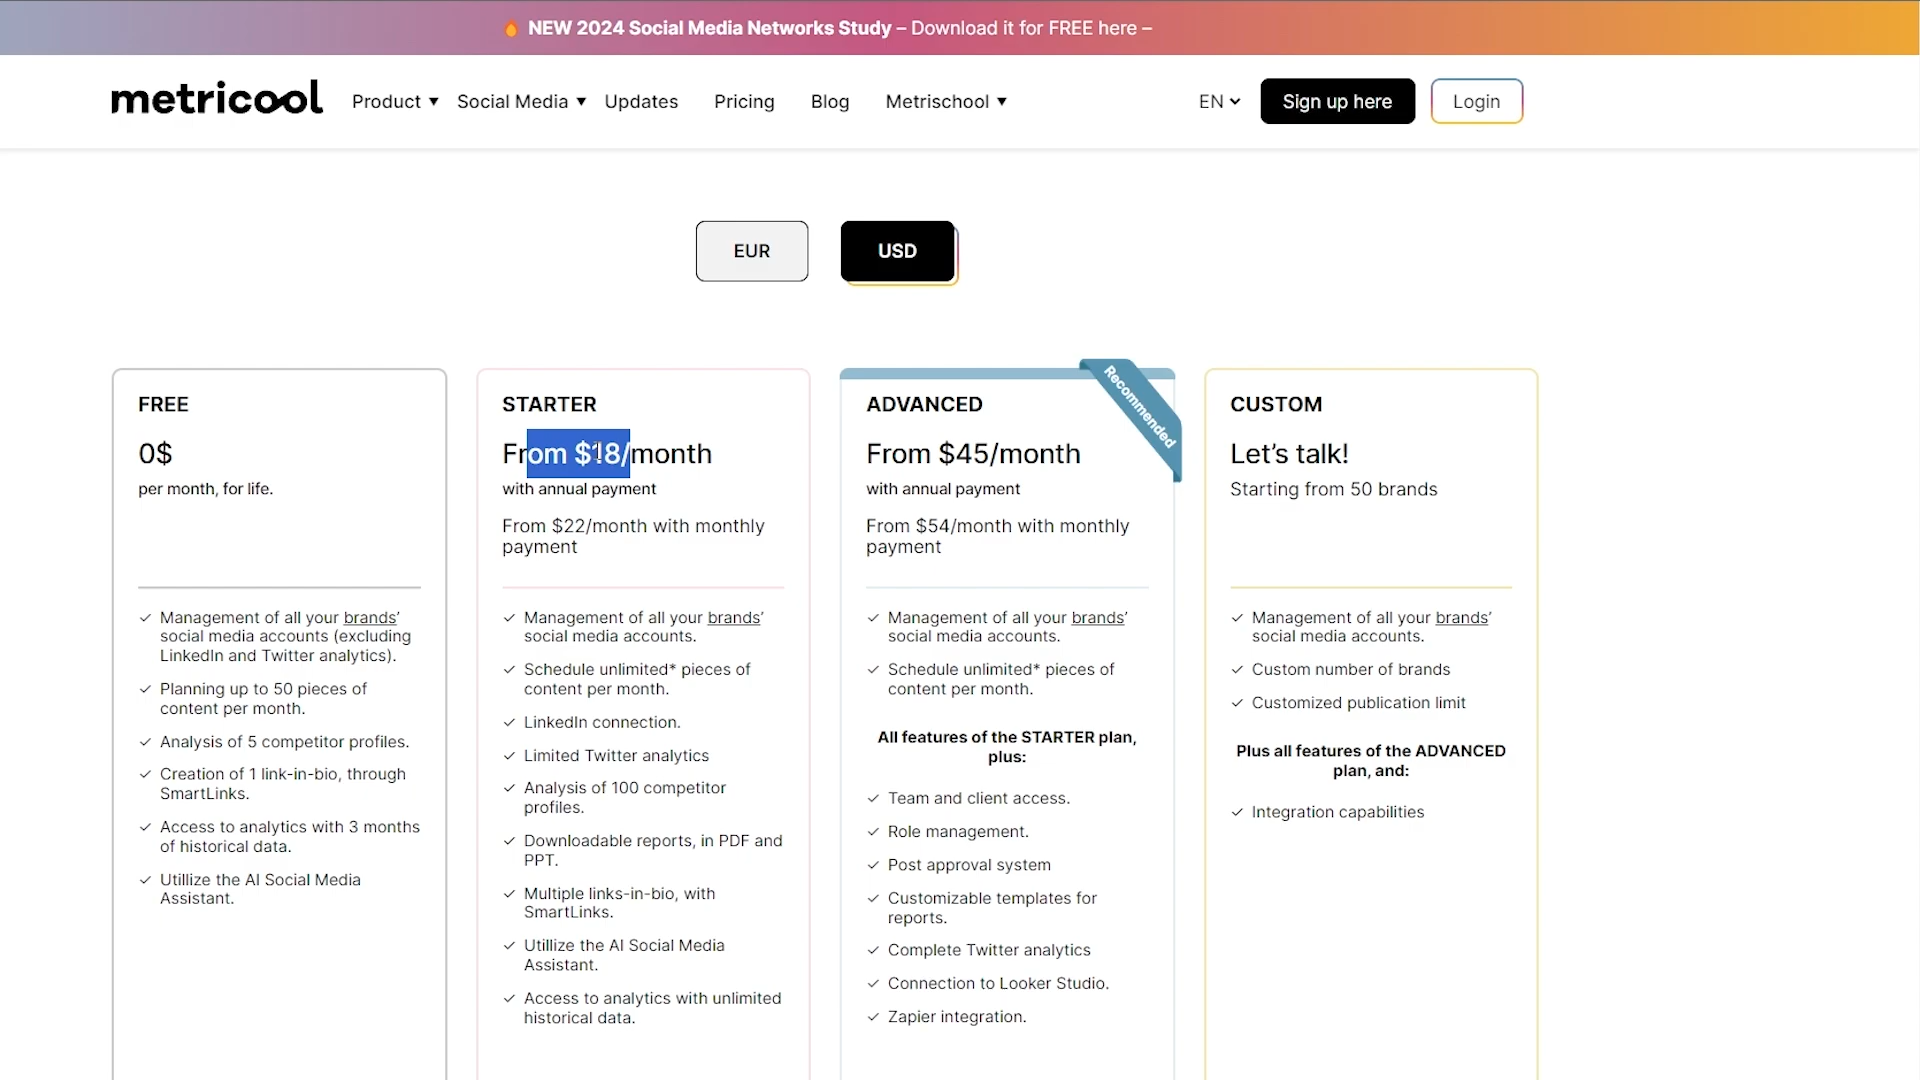 NEW 2024 Social Media Networks Study – Download it for FREE here –
metricool
Product
Social Media
Updates
Pricing
Blog
Metrischool
EN
Sign up here
Login
EUR
USD
FREE
0$
per month, for life.
Management of all your brands’
social media accounts (excluding
LinkedIn and Twitter analytics).
Planning up to 50 pieces of
content per month.
Analysis of 5 competitor profiles.
Creation of 1 link-in-bio, through
SmartLinks.
Access to analytics with 3 months
of historical data.
Utillize the AI Social Media
Assistant.
STARTER
From $18/month
with annual payment
From $22/month with monthly
payment
Management of all your brands’
social media accounts.
Schedule unlimited* pieces of
content per month.
LinkedIn connection.
Limited Twitter analytics
Analysis of 100 competitor
profiles.
Downloadable reports, in PDF and
PPT.
Multiple links-in-bio, with
SmartLinks.
Utillize the AI Social Media
Assistant.
Access to analytics with unlimited
historical data.
Recommended
ADVANCED
From $45/month
with annual payment
From $54/month with monthly
payment
Management of all your brands’
social media accounts.
Schedule unlimited* pieces of
content per month.
All features of the STARTER plan,
plus:
Team and client access.
Role management.
Post approval system
Customizable templates for
reports.
Complete Twitter analytics
Connection to Looker Studio.
Zapier integration.
CUSTOM
Let’s talk!
Starting from 50 brands
Management of all your brands’
social media accounts.
Custom number of brands
Customized publication limit
Plus all features of the ADVANCED
plan, and:
Integration capabilities